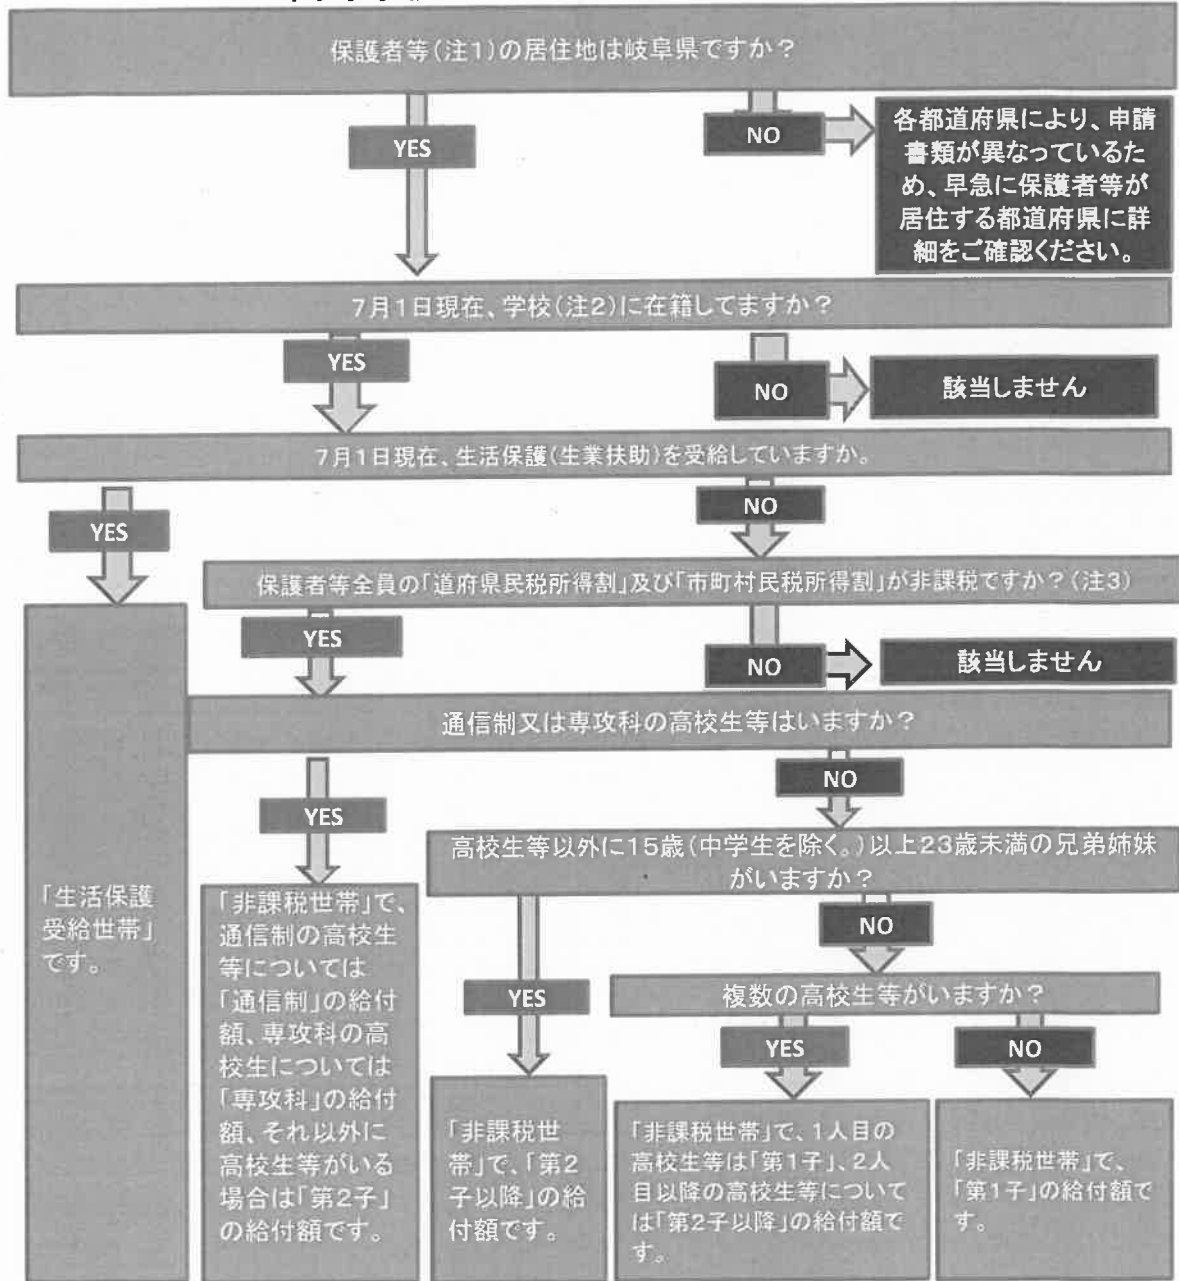 保護者等(注1)の居住地は岐阜県ですか？
YES
NO
各都道府県により、申請
書類が異なっているた
め、早急に保護者等が
居住する都道府県に詳
細をご確認ください。
7月1日現在、学校(注2)に在籍してますか？
YES
NO
該当しません
7月1日現在、生活保護(生業扶助)を受給していますか。
YES
NO
保護者等全員の「道府県民税所得割」及び「市町村民税所得割」が非課税ですか？(注3)
YES
NO
該当しません
通信制又は専攻科の高校生等はいますか？
YES
NO
高校生等以外に15歳(中学生を除く。)以上23歳未満の兄弟姉妹
がいますか？
YES
NO
複数の高校生等がいますか？
YES
NO
「生活保護
受給世帯」
です。
「非課税世帯」で、
通信制の高校生
等については
「通信制」の給付
額、専攻科の高
校生については
「専攻科」の給付
額、それ以外に
高校生等がいる
場合は「第2子」
の給付額です。
「非課税世
帯」で、「第2
子以降」の給
付額です。
「非課税世帯」で、1人目の
高校生等は「第1子」、2人
目以降の高校生等について
は「第2子以降」の給付額で
す。
「非課税世帯」で、
「第1子」の給付額で
す。